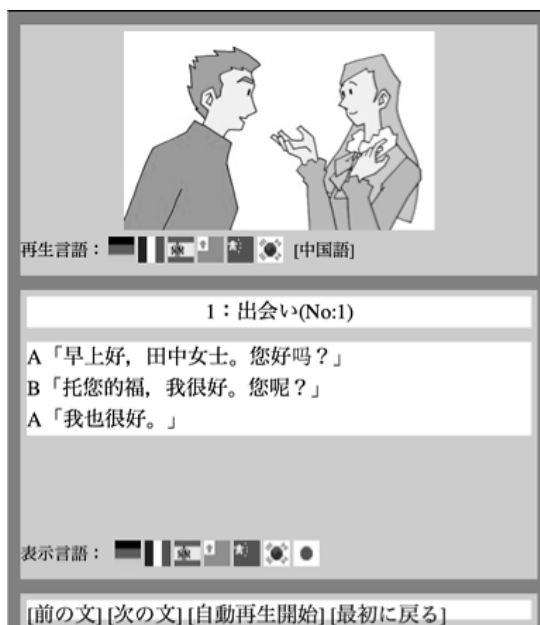 再生言語： [中国語]
1：出会い(No:1)
A「早上好，田中女士。您好吗？」
B「托您的福，我很好。您呢？」
A「我也很好。」
表示言語：
[前の文] [次の文] [自動再生開始] [最初に戻る]